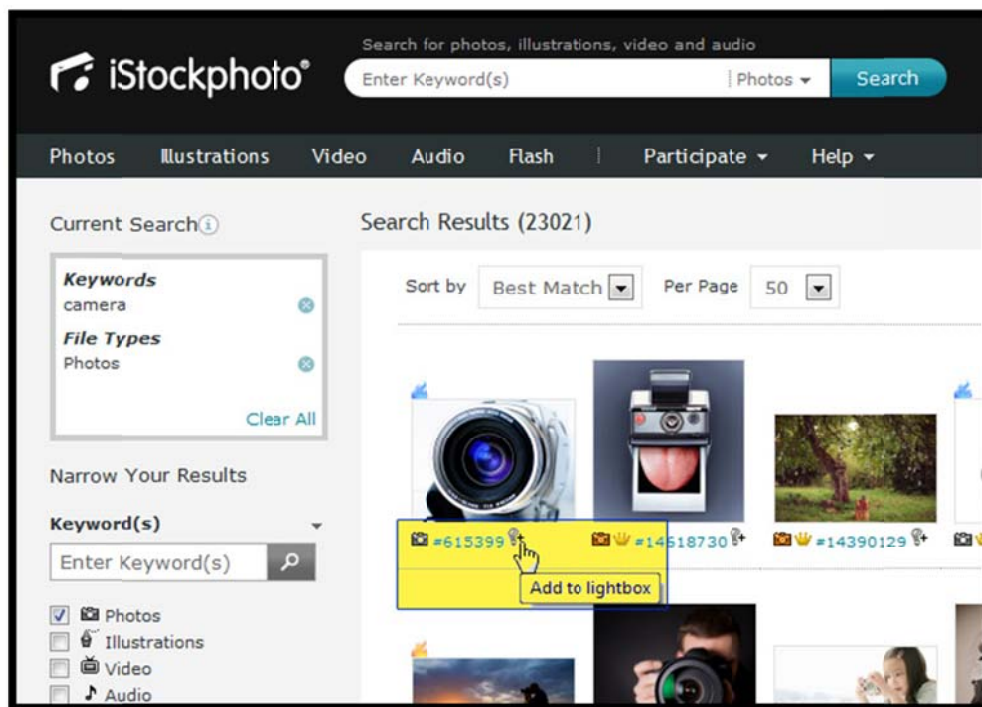 Search for photos, illustrations, video and audio
iStockphoto®
Enter Keyword(s) Photos Search
Photos Illustrations Video Audio Flash Participate Help
Current Search
Search Results (23021)
Keywords
camera
File Types
Photos
Clear All
Sort by Best Match Per Page 50
Narrow Your Results
Keyword(s)
Enter Keyword(s)
#615399 #14618730 #14390129
Add to lightbox
Photos
Illustrations
Video
Audio